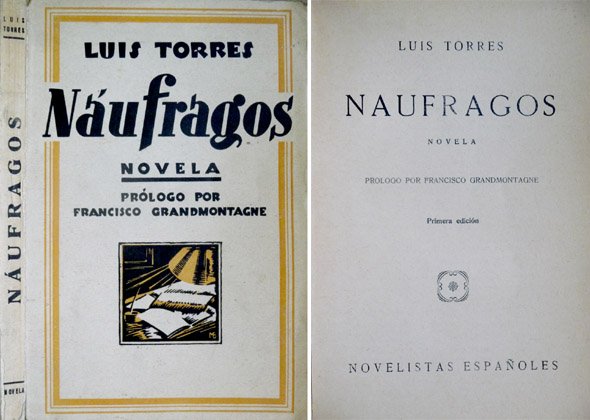 LUIS
TORRES
NÁUFRAGOS
NOVELA
LUIS TORRES
Náufragos
NOVELA
PRÓLOGO POR
FRANCISCO GRANDMONTAGNE
LUIS TORRES
NAUFRAGOS
NOVELA
PROLOGO POR FRANCISCO GRANDMONTAGNE
Primera edición
NOVELISTAS ESPAÑOLES